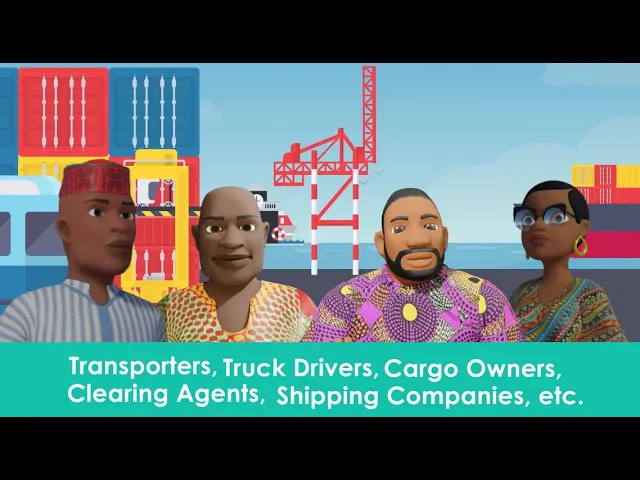 Transporters, Truck Drivers, Cargo Owners,
Clearing Agents, Shipping Companies, etc.